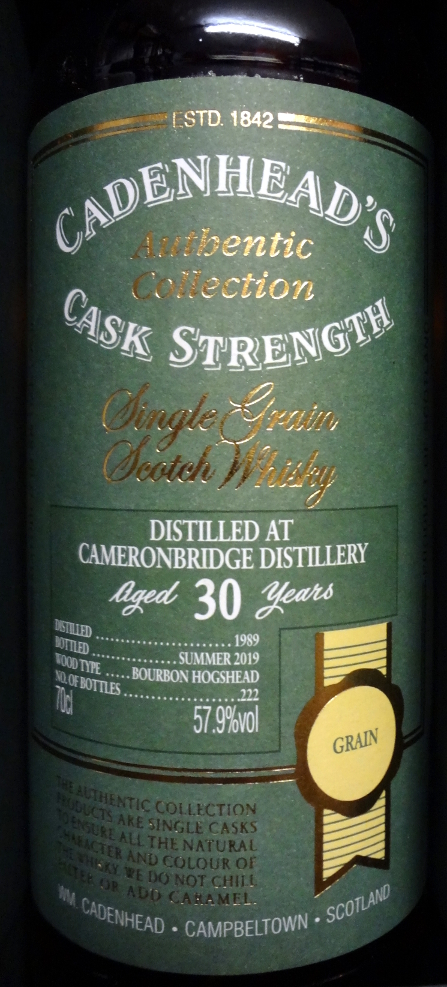 ESTD. 1842
CADENHEAD'S
Authentic
Collection
CASK STRENGTH
Single Grain
Scotch Whisky
DISTILLED AT
CAMERONBRIDGE DISTILLERY
Aged 30 Years
DISTILLED ........................ 1989
BOTTLED ..................... SUMMER 2019
WOOD TYPE ..... BOURBON HOGSHEAD
NO. OF BOTTLES ........................ .222
70cl
57.9%vol
GRAIN
THE AUTHENTIC COLLECTION
PRODUCTS ARE SINGLE CASKS
TO ENSURE ALL THE NATURAL
CHARACTER AND COLOUR OF
THE WHISKY WE DO NOT CHILL
FILTER OR ADD CARAMEL.
WM. CADENHEAD • CAMPBELTOWN • SCOTLAND